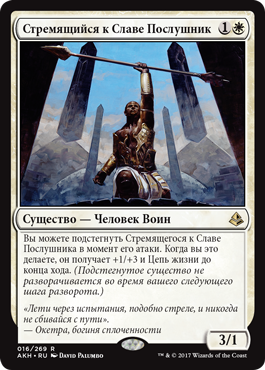 Стремящийся к Славе Послушник 1
Существо — Человек Воин
Вы можете подстегнуть Стремящегося к Славе
Послушника в момент его атаки. Когда вы это
делаете, он получает +1/+3 и Цепь жизни до
конца хода. (Подстегнутое существо не
разворачивается во время вашего следующего
шага разворота.)
«Лети через испытания, подобно стреле, и никогда
не сбивайся с пути».
— Окетра, богиня сплоченности
3/1
016/269 R
AKH • RU DAVID PALUMBO
™ & © 2017 Wizards of the Coast